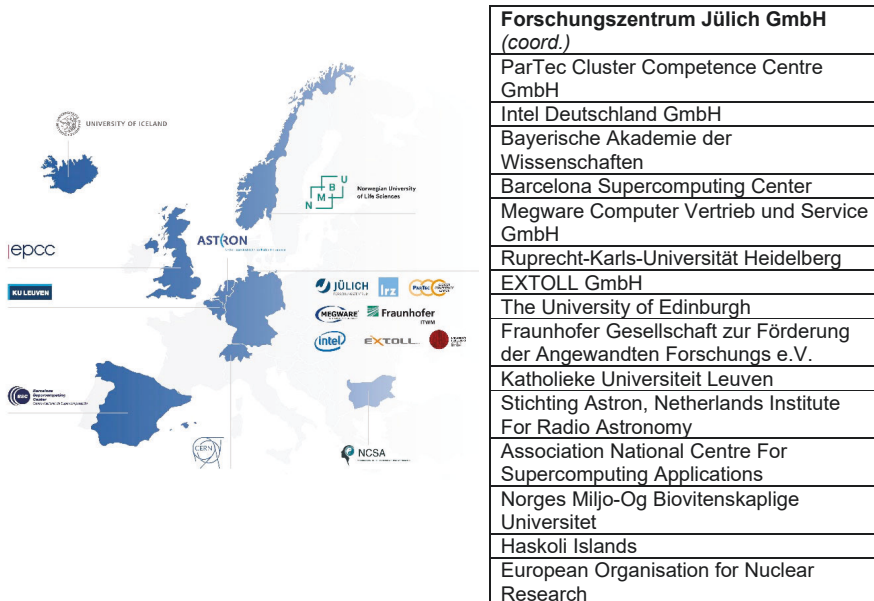 UNIVERSITY OF ICELAND
N M B U
Norwegian University
of Life Sciences
ASTRON
epcc
KU LEUVEN
JÜLICH
lrz
ParTec
MEGWARE
Fraunhofer
ITWM
intel
EXTOLL
BSC
Barcelona
Supercomputing
Center
CERN
NCSA
Forschungszentrum Jülich GmbH
(coord.)
ParTec Cluster Competence Centre
GmbH
Intel Deutschland GmbH
Bayerische Akademie der
Wissenschaften
Barcelona Supercomputing Center
Megware Computer Vertrieb und Service
GmbH
Ruprecht-Karls-Universität Heidelberg
EXTOLL GmbH
The University of Edinburgh
Fraunhofer Gesellschaft zur Förderung
der Angewandten Forschungs e.V.
Katholieke Universiteit Leuven
Stichting Astron, Netherlands Institute
For Radio Astronomy
Association National Centre For
Supercomputing Applications
Norges Miljo-Og Biovitenskaplige
Universitet
Haskoli Islands
European Organisation for Nuclear
Research